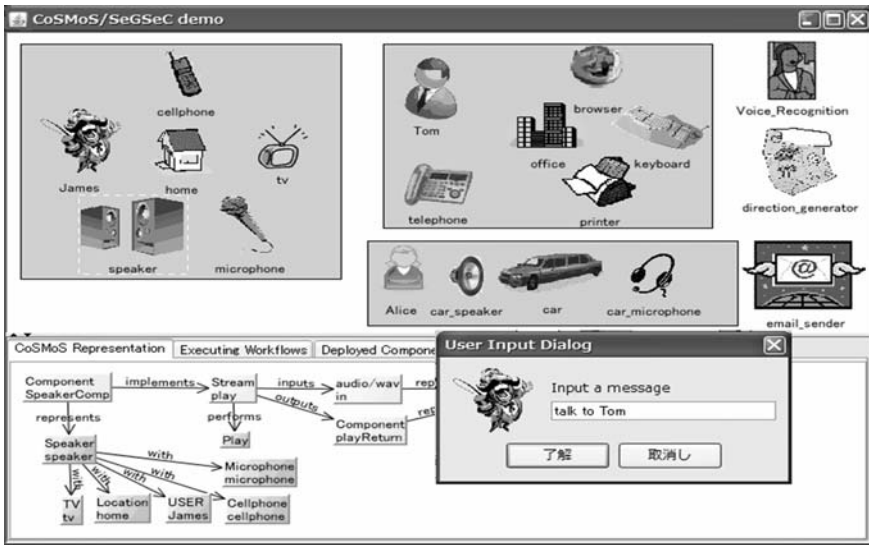 CoSMoS/SeGSeC demo
cellphone
James
home
tv
speaker
microphone
Tom
browser
office
keyboard
telephone
printer
Voice_Recognition
direction_generator
Alice
car_speaker
car
car_microphone
@
email_sender
CoSMoS Representation
Executing Workflows
Deployed Compone
Component
SpeakerComp
implements
Stream
play
inputs
audio/wav
in
rep
outputs
represents
performs
Play
Component
playReturn
rep
Speaker
speaker
with
with
with
with
with
Microphone
microphone
TV
tv
Location
home
USER
James
Cellphone
cellphone
User Input Dialog
Input a message
talk to Tom
了解
取消し